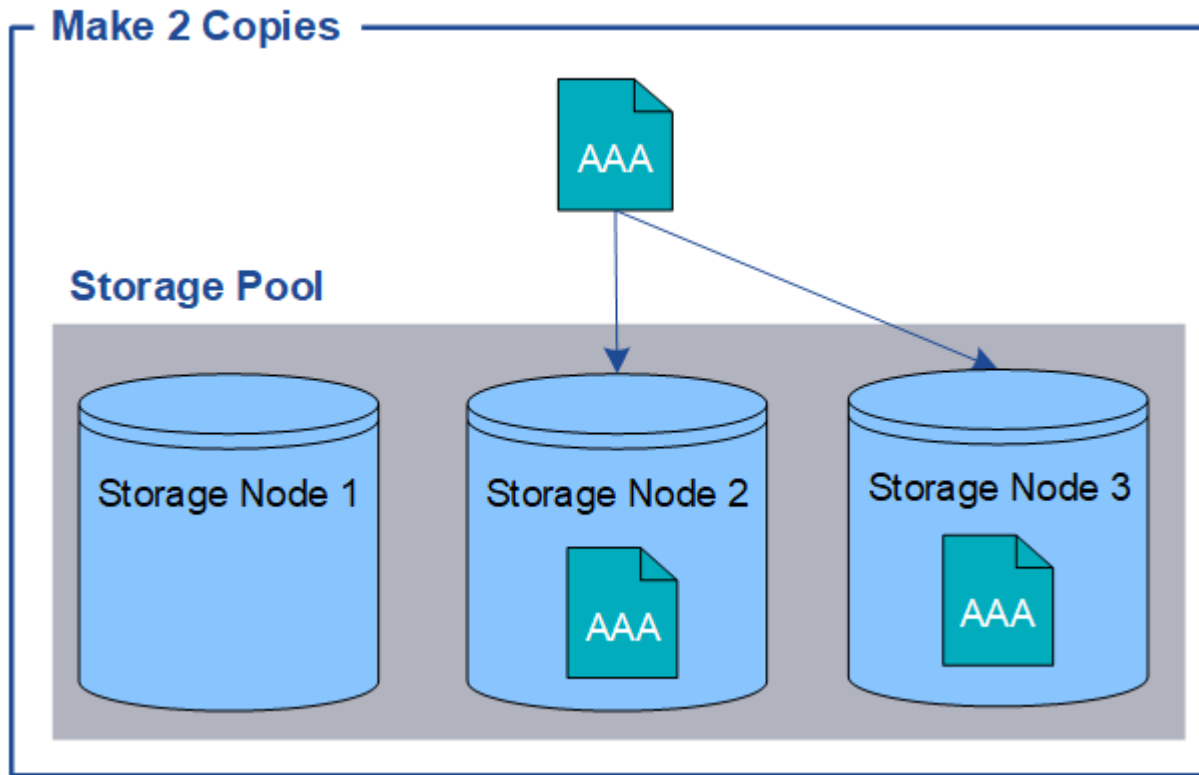 Make 2 Copies
AAA
Storage Pool
Storage Node 1
Storage Node 2
Storage Node 3
AAA
AAA